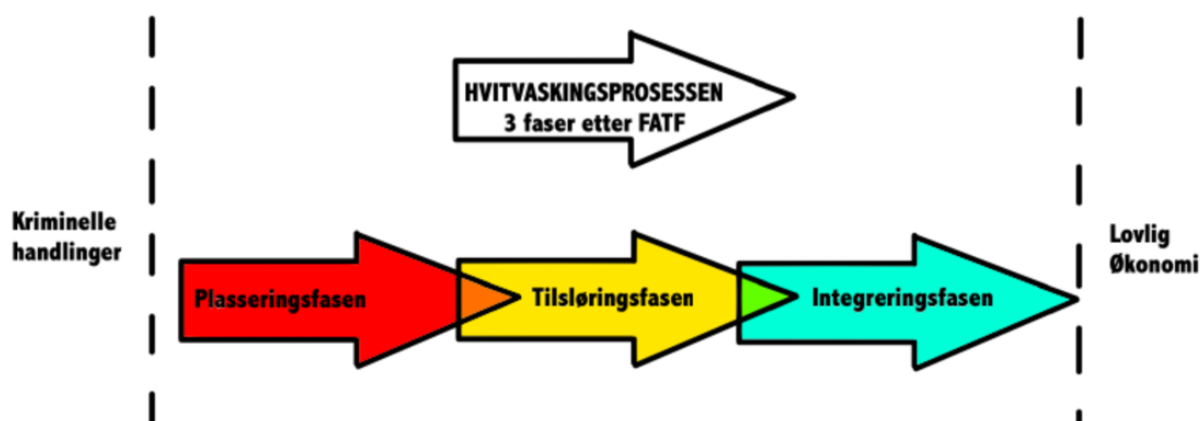 HVITVASKINGSPROSESSEN
3 faser etter FATF
Kriminelle
handlinger
Plasseringsfasen
Tilsløringsfasen
Integreringsfasen
Lovlig
Økonomi